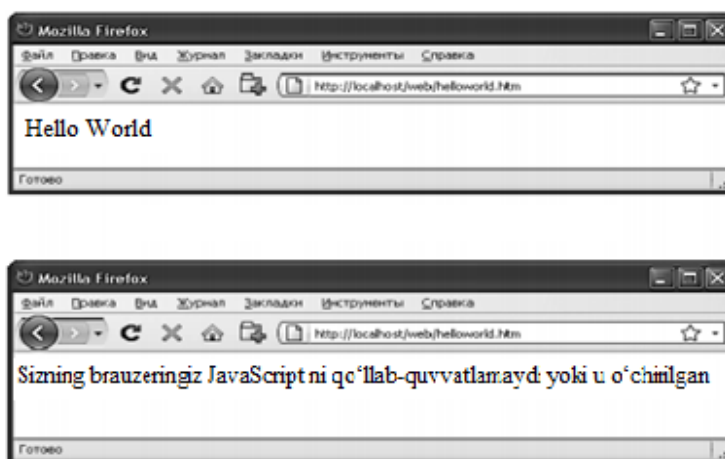 Mozilla Firefox
Файл Правка Вид Журнал Закладки Инструменты Справка
http://localhost/web/helloworld.htm
Hello World
Готово
Mozilla Firefox
Файл Правка Вид Журнал Закладки Инструменты Справка
http://localhost/web/helloworld.htm
Sizning brauzeringiz JavaScript ni qo‘llab-quvvatlamaydi yoki u o‘chirilgan
Готово